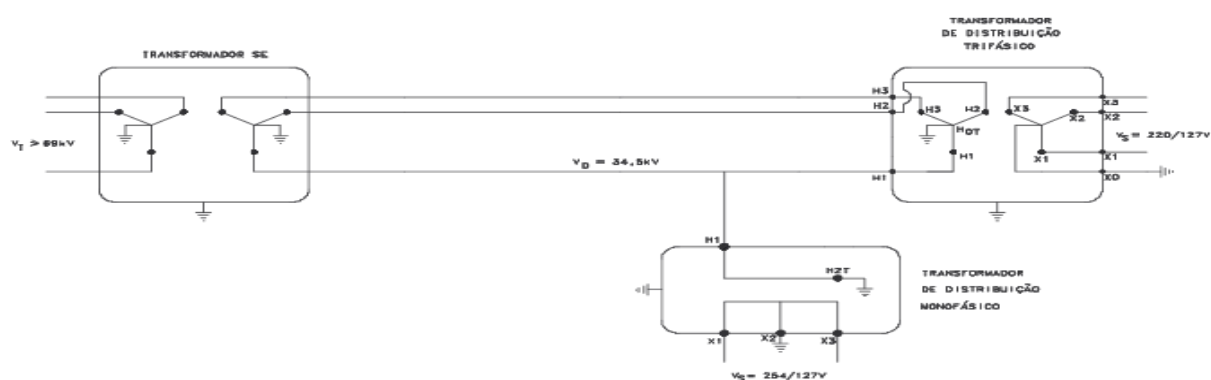 TRANSFORMADOR
DE DISTRIBUIÇÃO
TRIFÁSICO
TRANSFORMADOR SE
H3
H2
H3
H2
X3
X3
X2
X2
H0T
V_T > 69kV
V_S = 220/127V
H1
X1
X1
V_D = 34,5kV
H1
X0
H1
H2T
TRANSFORMADOR
DE DISTRIBUIÇÃO
MONOFÁSICO
X1
X2
X3
V_S = 254/127V